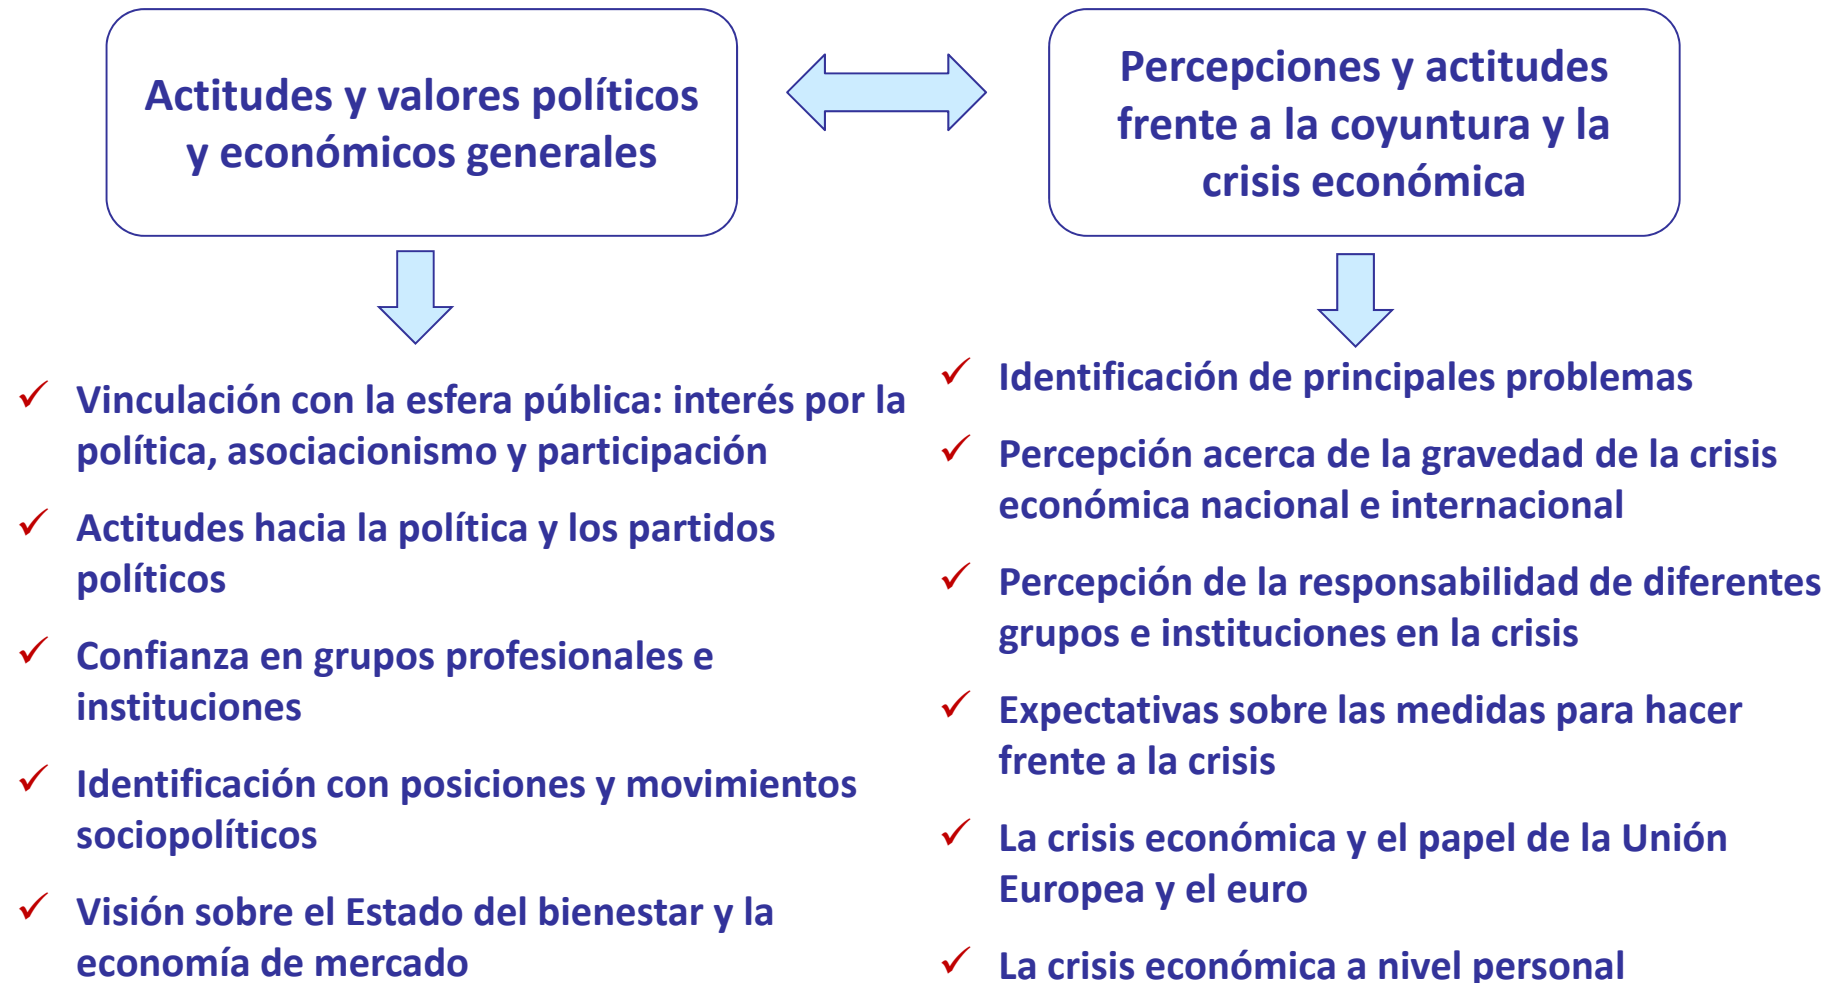 Actitudes y valores políticos
y económicos generales
Percepciones y actitudes
frente a la coyuntura y la
crisis económica
Vinculación con la esfera pública: interés por la
política, asociacionismo y participación
Actitudes hacia la política y los partidos
políticos
Confianza en grupos profesionales e
instituciones
Identificación con posiciones y movimientos
sociopolíticos
Visión sobre el Estado del bienestar y la
economía de mercado
Identificación de principales problemas
Percepción acerca de la gravedad de la crisis
económica nacional e internacional
Percepción de la responsabilidad de diferentes
grupos e instituciones en la crisis
Expectativas sobre las medidas para hacer
frente a la crisis
La crisis económica y el papel de la Unión
Europea y el euro
La crisis económica a nivel personal